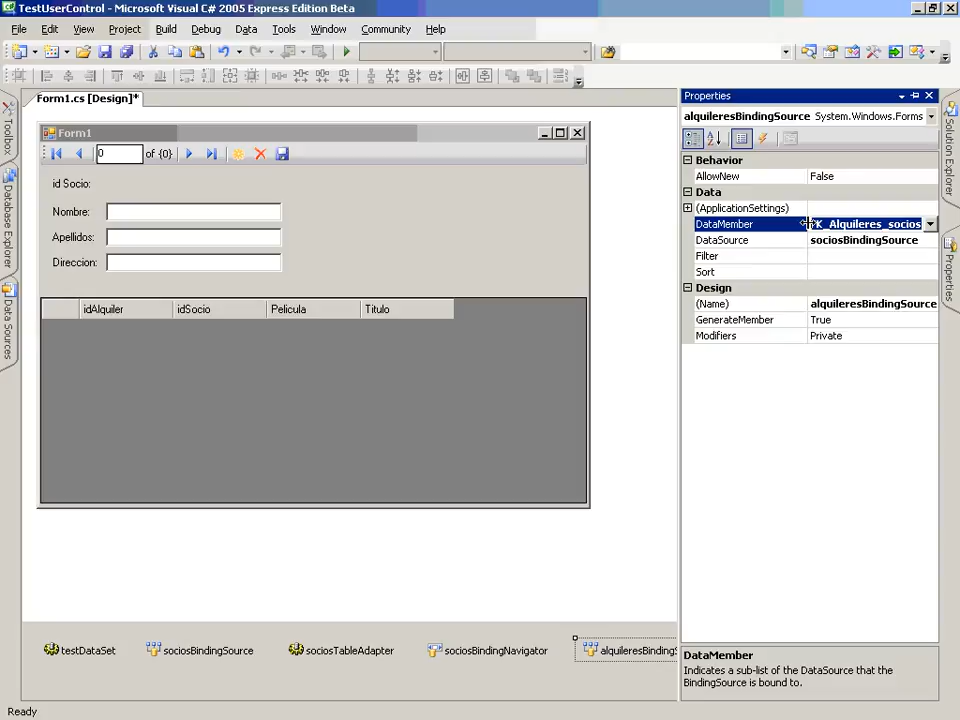 TestUserControl - Microsoft Visual C# 2005 Express Edition Beta
File Edit View Project Build Debug Data Tools Window Community Help
Form1.cs [Design]*
Toolbox
Database Explorer
Data Sources
Form1
0 of {0}
id Socio:
Nombre:
Apellidos:
Direccion:
idAlquiler idSocio Pelicula Titulo
testDataSet sociosBindingSource sociosTableAdapter sociosBindingNavigator alquileresBindingS
Properties
alquileresBindingSource System.Windows.Forms
Behavior
AllowNew False
Data
(ApplicationSettings)
DataMember K_Alquileres_socios
DataSource sociosBindingSource
Filter
Sort
Design
(Name) alquileresBindingSource
GenerateMember True
Modifiers Private
DataMember
Indicates a sub-list of the DataSource that the
BindingSource is bound to.
Solution Explorer
Properties
Ready